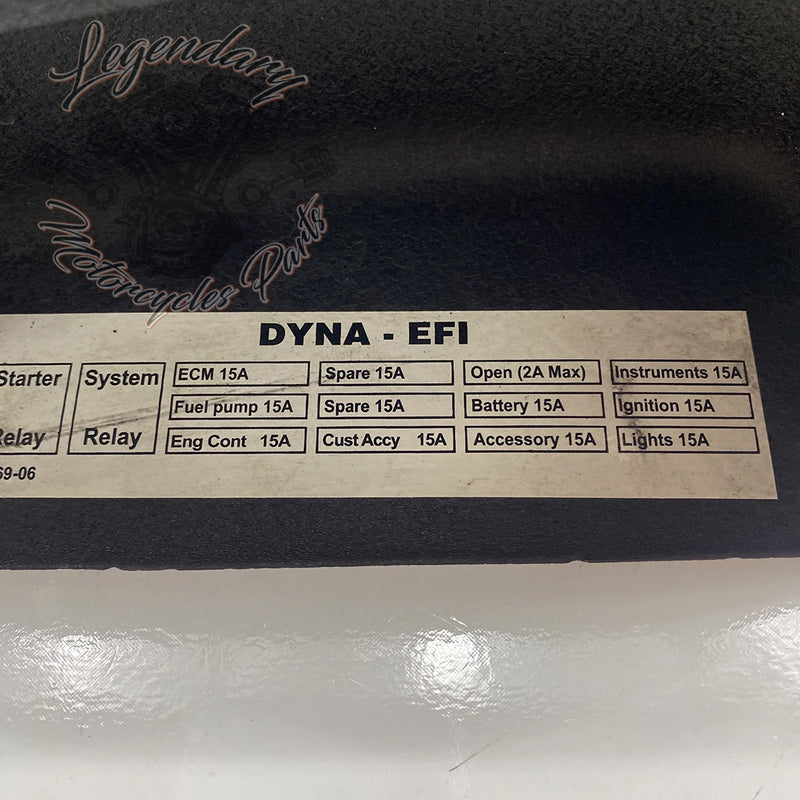 Legendary
Motorcycles Parts
DYNA - EFI
Starter System ECM 15A Spare 15A Open (2A Max) Instruments 15A
Fuel pump 15A Spare 15A Battery 15A Ignition 15A
Relay Relay Eng Cont 15A Cust Accy 15A Accessory 15A Lights 15A
69-06